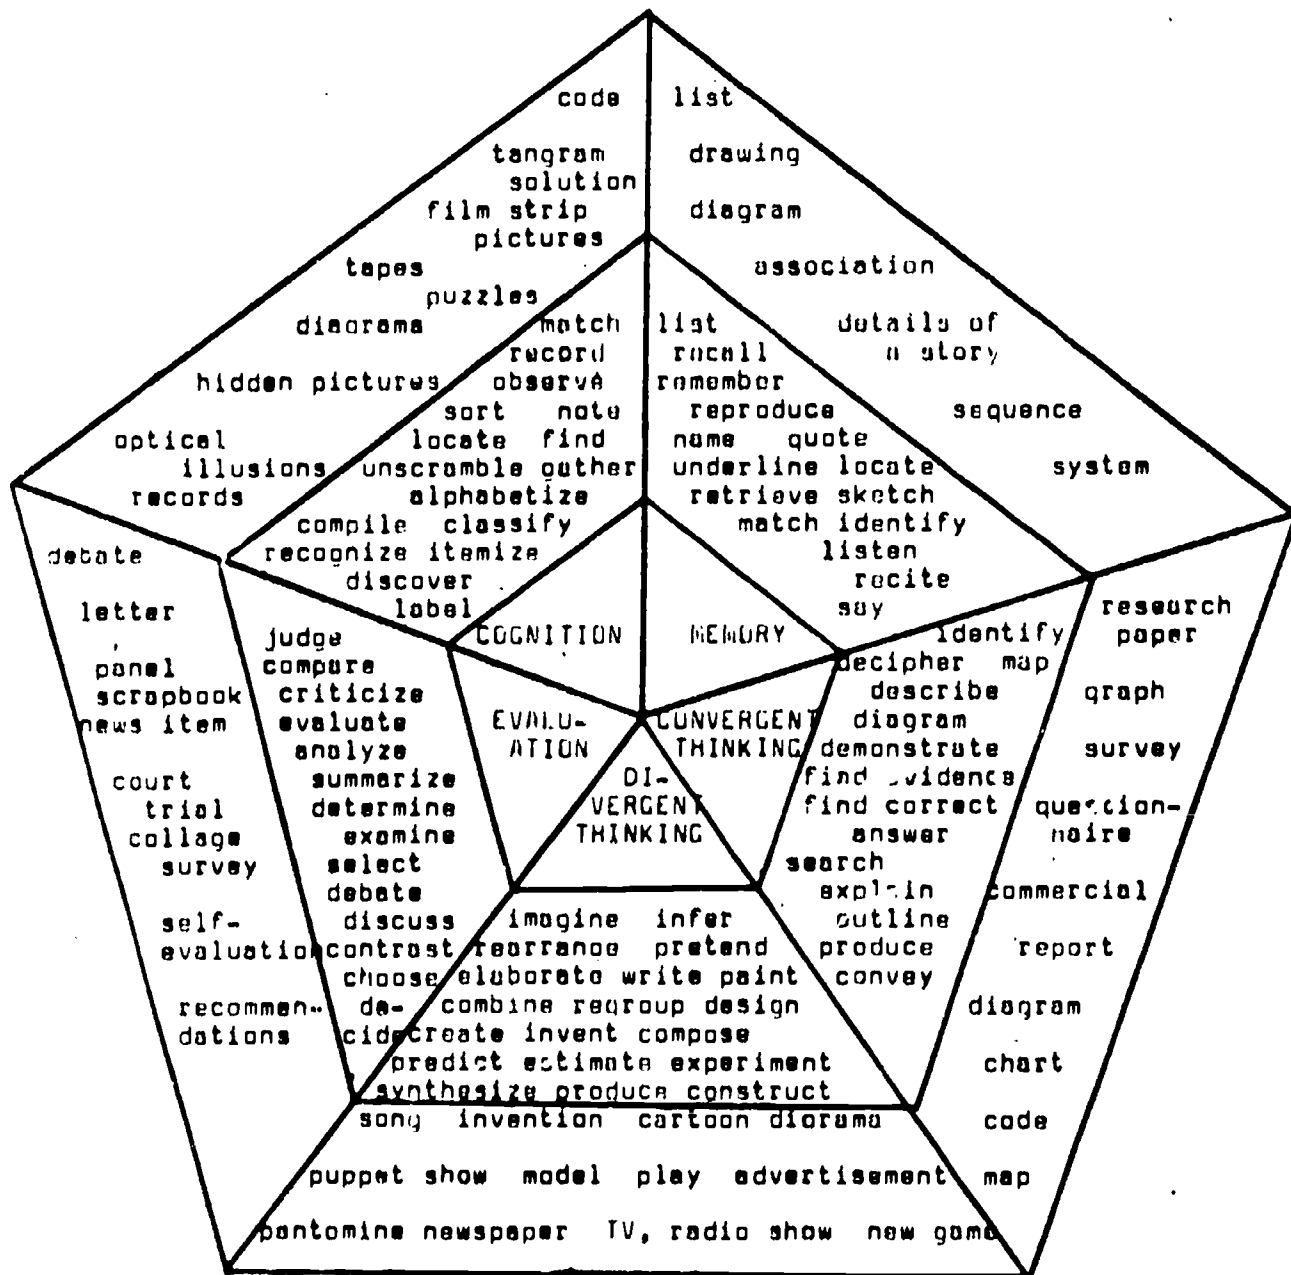 code
tangram
solution
film strip
pictures
tapes
puzzles
diagrams
hidden pictures
optical
illusions
records
list
drawing
diagram
association
details of
a story
sequence
system
match
record
observe
sort note
locate find
unscramble gather
alphabetize
compile classify
recognize itemize
discover
label
list
recall
remember
reproduce
name quote
underline locate
retrieve sketch
match identify
listen
recite
say
COGNITION
MEMORY
EVALU-
ATION
CONVERGENT
THINKING
DI-
VERGENT
THINKING
debate
letter
panel
scrapbook
news item
court
trial
collage
survey
self-
evaluation
recommen-
dations
judge
compare
criticize
evaluate
analyze
summarize
determine
examine
select
debate
discuss
contrast
choose
de-
cide
identify
decipher map
describe
diagram
demonstrate
find evidence
find correct
answer
search
explain
outline
produce
convey
research
paper
graph
survey
question-
naire
commercial
report
diagram
chart
code
map
imagine infer
rearrange pretend
elaborate write paint
combine regroup design
create invent compose
predict estimate experiment
synthesize produce construct
song invention cartoon diorama
puppet show model play advertisement
pantomine newspaper TV, radio show new game